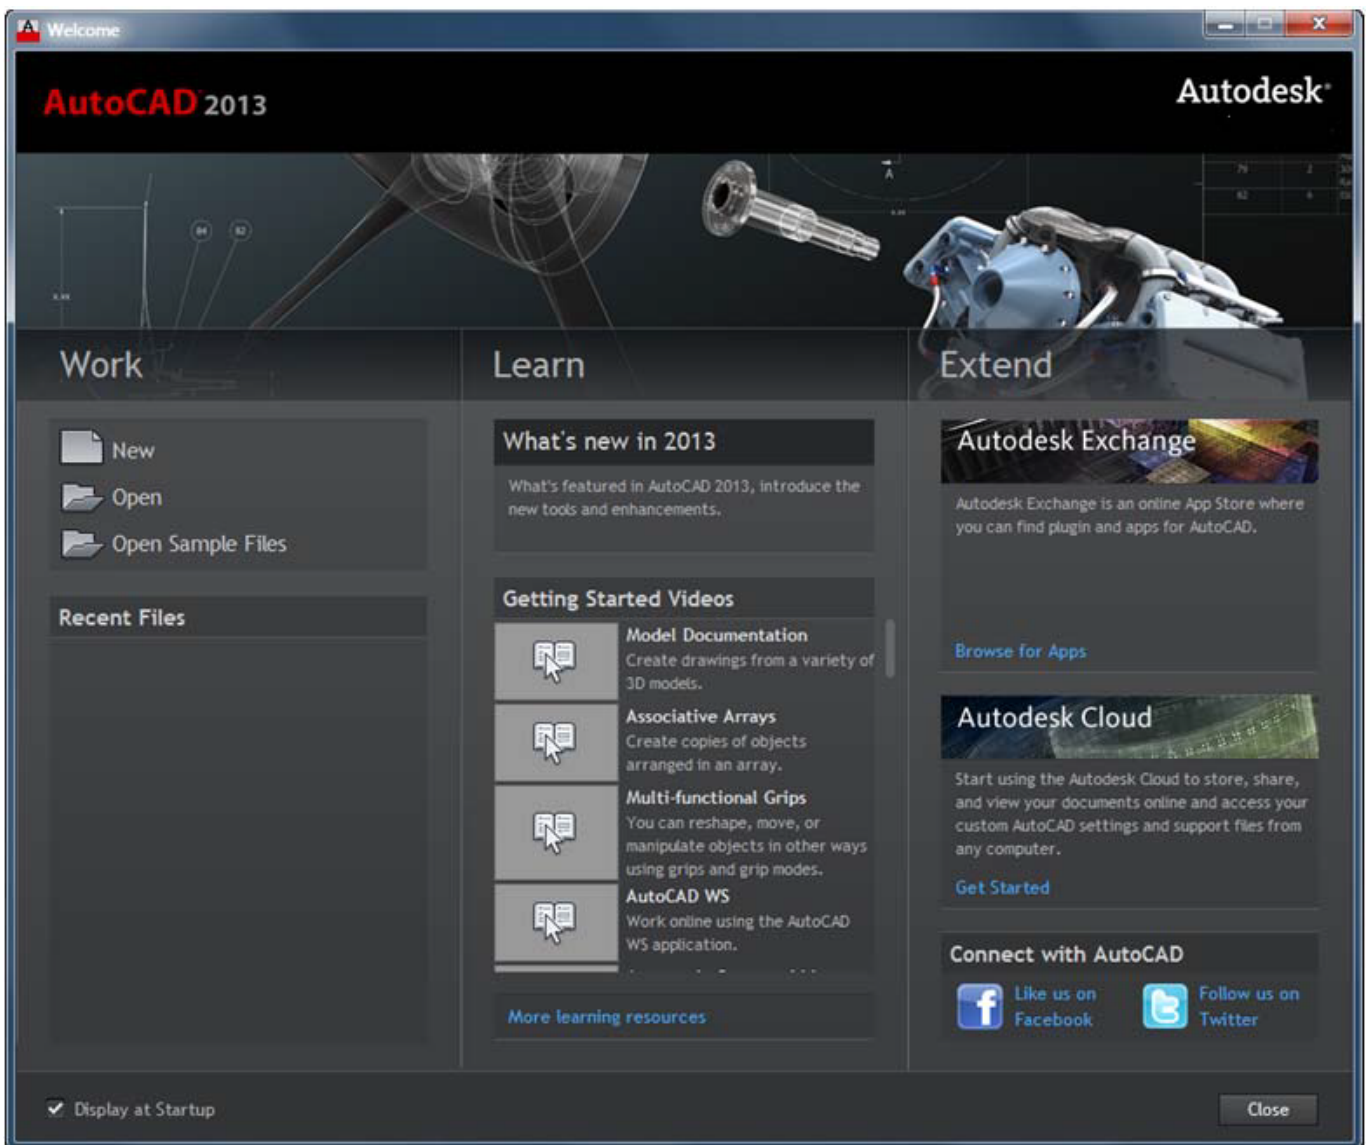 Welcome
AutoCAD 2013
Autodesk
A
84
82
X.XX
79
2
62
6
Work
Learn
Extend
New
Open
Open Sample Files
Recent Files
What's new in 2013
What's featured in AutoCAD 2013, introduce the
new tools and enhancements.
Getting Started Videos
Model Documentation
Create drawings from a variety of
3D models.
Associative Arrays
Create copies of objects
arranged in an array.
Multi-functional Grips
You can reshape, move, or
manipulate objects in other ways
using grips and grip modes.
AutoCAD WS
Work online using the AutoCAD
WS application.
More learning resources
Autodesk Exchange
Autodesk Exchange is an online App Store where
you can find plugin and apps for AutoCAD.
Browse for Apps
Autodesk Cloud
Start using the Autodesk Cloud to store, share,
and view your documents online and access your
custom AutoCAD settings and support files from
any computer.
Get Started
Connect with AutoCAD
Like us on
Facebook
Follow us on
Twitter
Display at Startup
Close